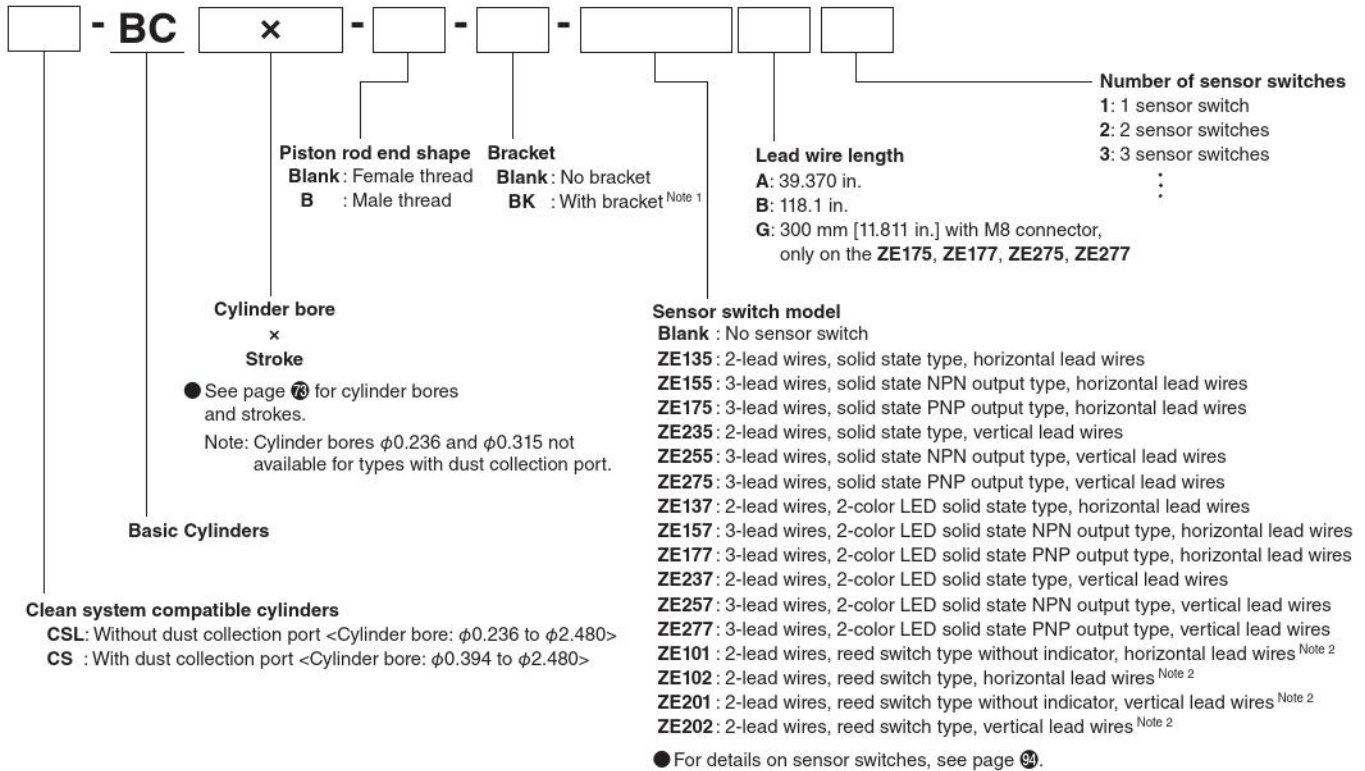 - BC × - - -
Number of sensor switches
1: 1 sensor switch
2: 2 sensor switches
3: 3 sensor switches
⋮
Piston rod end shape
Blank : Female thread
B : Male thread
Bracket
Blank : No bracket
BK : With bracket Note 1
Lead wire length
A: 39.370 in.
B: 118.1 in.
G: 300 mm [11.811 in.] with M8 connector,
only on the ZE175, ZE177, ZE275, ZE277
Cylinder bore
×
Stroke
● See page 73 for cylinder bores
and strokes.
Note: Cylinder bores φ0.236 and φ0.315 not
available for types with dust collection port.
Basic Cylinders
Clean system compatible cylinders
CSL: Without dust collection port <Cylinder bore: φ0.236 to φ2.480>
CS : With dust collection port <Cylinder bore: φ0.394 to φ2.480>
Sensor switch model
Blank : No sensor switch
ZE135 : 2-lead wires, solid state type, horizontal lead wires
ZE155 : 3-lead wires, solid state NPN output type, horizontal lead wires
ZE175 : 3-lead wires, solid state PNP output type, horizontal lead wires
ZE235 : 2-lead wires, solid state type, vertical lead wires
ZE255 : 3-lead wires, solid state NPN output type, vertical lead wires
ZE275 : 3-lead wires, solid state PNP output type, vertical lead wires
ZE137 : 2-lead wires, 2-color LED solid state type, horizontal lead wires
ZE157 : 3-lead wires, 2-color LED solid state NPN output type, horizontal lead wires
ZE177 : 3-lead wires, 2-color LED solid state PNP output type, horizontal lead wires
ZE237 : 2-lead wires, 2-color LED solid state type, vertical lead wires
ZE257 : 3-lead wires, 2-color LED solid state NPN output type, vertical lead wires
ZE277 : 3-lead wires, 2-color LED solid state PNP output type, vertical lead wires
ZE101 : 2-lead wires, reed switch type without indicator, horizontal lead wires Note 2
ZE102 : 2-lead wires, reed switch type, horizontal lead wires Note 2
ZE201 : 2-lead wires, reed switch type without indicator, vertical lead wires Note 2
ZE202 : 2-lead wires, reed switch type, vertical lead wires Note 2
● For details on sensor switches, see page 94.